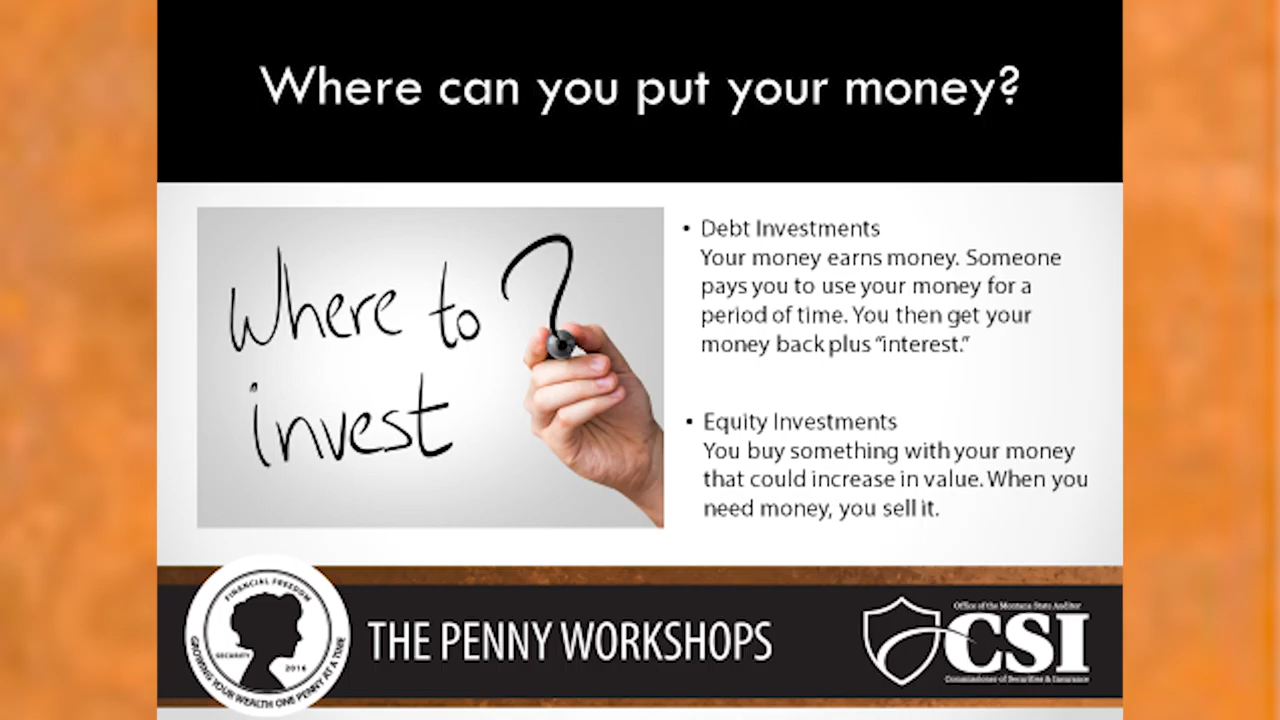 Where can you put your money?
Where to ?
invest
• Debt Investments
Your money earns money. Someone
pays you to use your money for a
period of time. You then get your
money back plus “interest.”
• Equity Investments
You buy something with your money
that could increase in value. When you
need money, you sell it.
FINANCIAL FREEDOM
SECURITY
2016
GROWING YOUR WEALTH ONE PENNY AT A TIME
THE PENNY WORKSHOPS
Office of the Montana State Auditor
CSI
Commissioner of Securities & Insurance